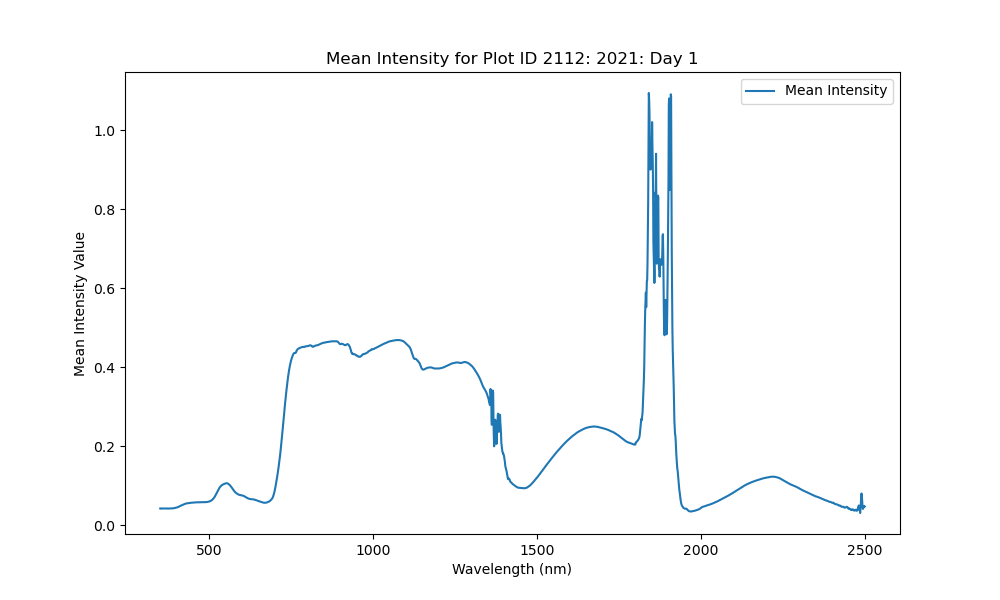 Mean Intensity for Plot ID 2112: 2021: Day 1
Mean Intensity
Mean Intensity Value
1.0
0.8
0.6
0.4
0.2
0.0
500
1000
1500
2000
2500
Wavelength (nm)